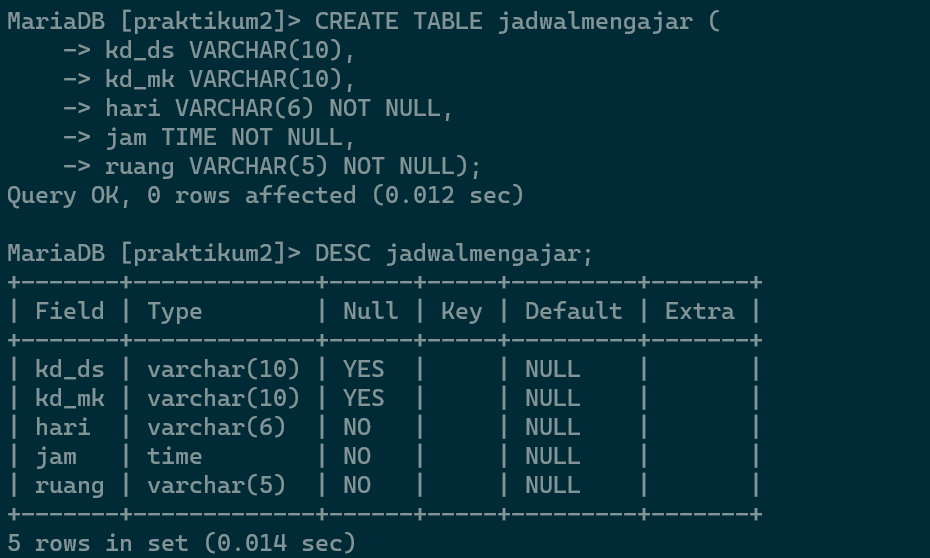 MariaDB [praktikum2]> CREATE TABLE jadwalmengajar (
    -> kd_ds VARCHAR(10),
    -> kd_mk VARCHAR(10),
    -> hari VARCHAR(6) NOT NULL,
    -> jam TIME NOT NULL,
    -> ruang VARCHAR(5) NOT NULL);
Query OK, 0 rows affected (0.012 sec)

MariaDB [praktikum2]> DESC jadwalmengajar;
+-------+-------------+------+-----+---------+-------+
| Field | Type        | Null | Key | Default | Extra |
+-------+-------------+------+-----+---------+-------+
| kd_ds | varchar(10) | YES  |     | NULL    |       |
| kd_mk | varchar(10) | YES  |     | NULL    |       |
| hari  | varchar(6)  | NO   |     | NULL    |       |
| jam   | time        | NO   |     | NULL    |       |
| ruang | varchar(5)  | NO   |     | NULL    |       |
+-------+-------------+------+-----+---------+-------+
5 rows in set (0.014 sec)